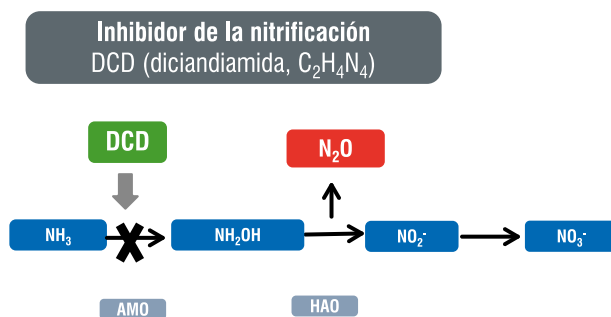 Inhibidor de la nitrificación
DCD (diciandiamida, C₂H₄N₄)
DCD
N₂O
NH₃
NH₂OH
NO₂⁻
NO₃⁻
AMO
HAO